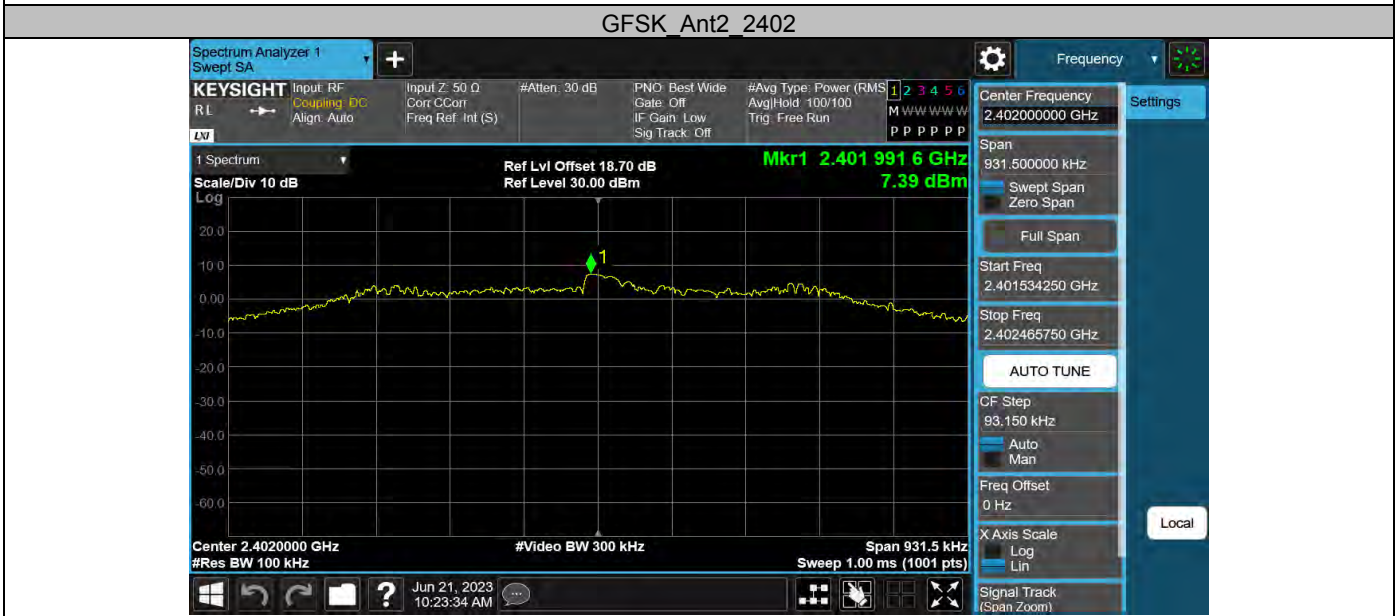 GFSK_Ant2_2402
Spectrum Analyzer 1
Swept SA
+
Frequency
KEYSIGHT
RL
LXI
Input: RF
Coupling: DC
Align: Auto
Input Z: 50 Ω
Corr CCorr
Freq Ref: Int (S)
#Atten: 30 dB
PNO: Best Wide
Gate: Off
IF Gain: Low
Sig Track: Off
#Avg Type: Power (RMS
Avg|Hold: 100/100
Trig: Free Run
1 2 3 4 5 6
M W W W W W
P P P P P P
1 Spectrum
Scale/Div 10 dB
Log
Ref Lvl Offset 18.70 dB
Ref Level 30.00 dBm
Mkr1 2.401 991 6 GHz
7.39 dBm
20.0
10.0
0.00
-10.0
-20.0
-30.0
-40.0
-50.0
-60.0
1
Center 2.4020000 GHz
#Res BW 100 kHz
#Video BW 300 kHz
Span 931.5 kHz
Sweep 1.00 ms (1001 pts)
Center Frequency
2.402000000 GHz
Settings
Span
931.500000 kHz
Swept Span
Zero Span
Full Span
Start Freq
2.401534250 GHz
Stop Freq
2.402465750 GHz
AUTO TUNE
CF Step
93.150 kHz
Auto
Man
Freq Offset
0 Hz
X Axis Scale
Log
Lin
Signal Track
(Span Zoom)
Local
?
Jun 21, 2023
10:23:34 AM